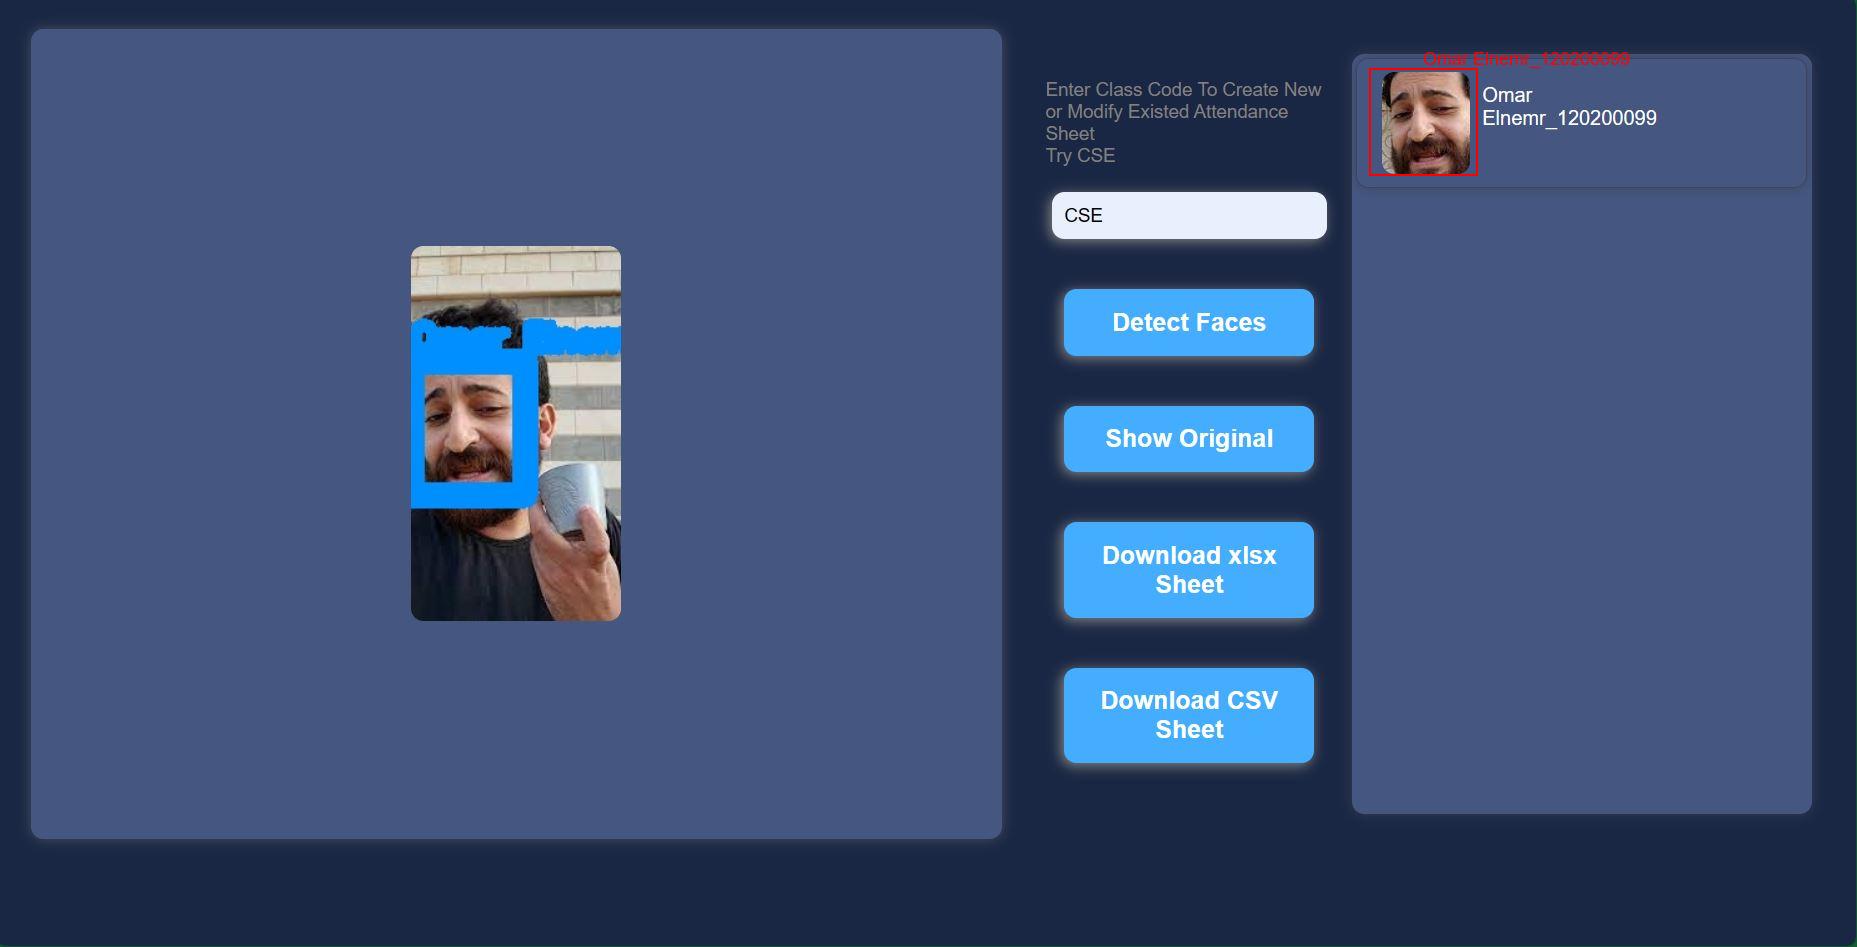 Omar
Enter Class Code To Create New
or Modify Existed Attendance
Sheet
Try CSE
CSE
Detect Faces
Show Original
Download xlsx
Sheet
Download CSV
Sheet
Omar Elnemr_120200099
Omar
Elnemr_120200099